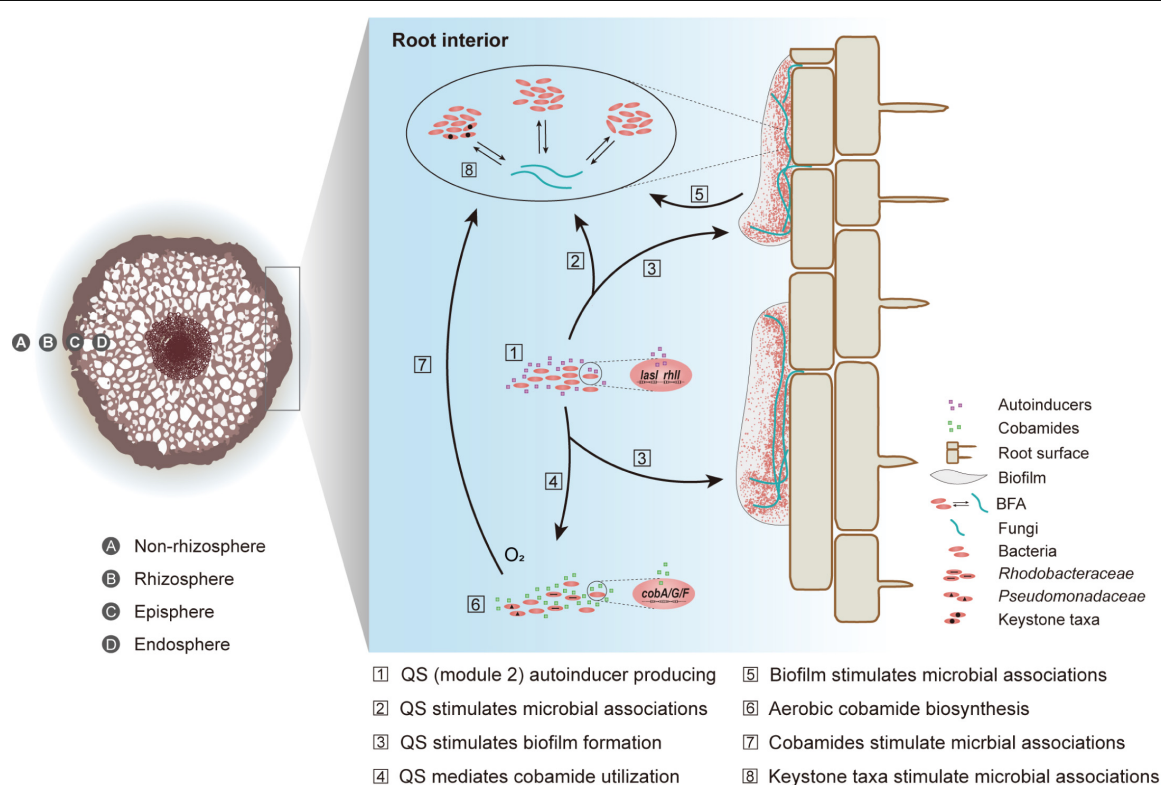 Root interior
8
5
2
3
7
1
lasI rhlI
3
4
O₂
6
cobA/G/F
A B C D
A Non-rhizosphere
B Rhizosphere
C Episphere
D Endosphere
Autoinducers
Cobamides
Root surface
Biofilm
BFA
Fungi
Bacteria
Rhodobacteraceae
Pseudomonadaceae
Keystone taxa
1 QS (module 2) autoinducer producing
2 QS stimulates microbial associations
3 QS stimulates biofilm formation
4 QS mediates cobamide utilization
5 Biofilm stimulates microbial associations
6 Aerobic cobamide biosynthesis
7 Cobamides stimulate micrbial associations
8 Keystone taxa stimulate microbial associations